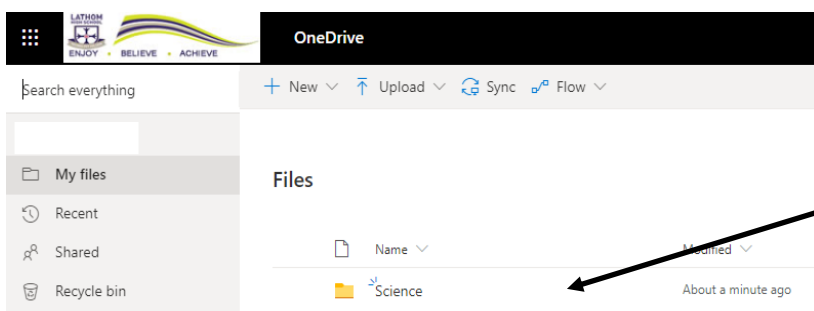 LATHOM
HIGH SCHOOL
ENJOY • BELIEVE • ACHIEVE
OneDrive
Search everything
New Upload Sync Flow
My files
Files
Recent
Name Modified
Shared
Science About a minute ago
Recycle bin